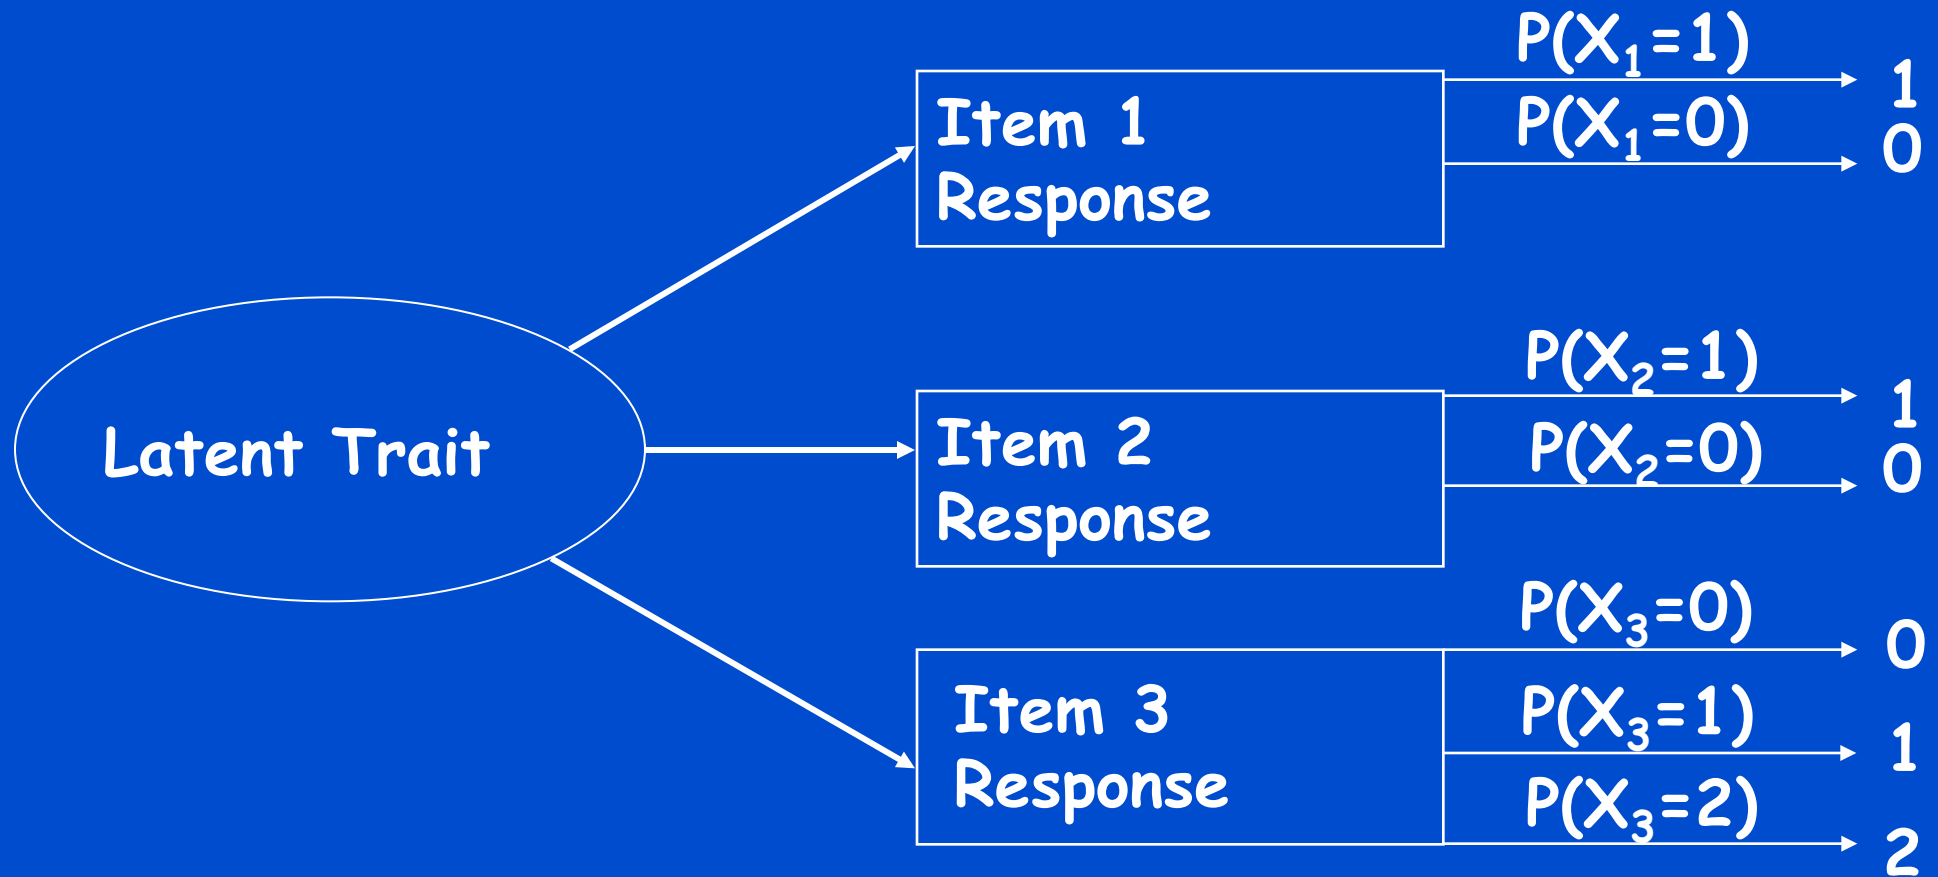 P(X₁=1)
1
Item 1
P(X₁=0)
0
Response
P(X₂=1)
1
Latent Trait
Item 2
P(X₂=0)
0
Response
P(X₃=0)
0
Item 3
P(X₃=1)
1
Response
P(X₃=2)
2